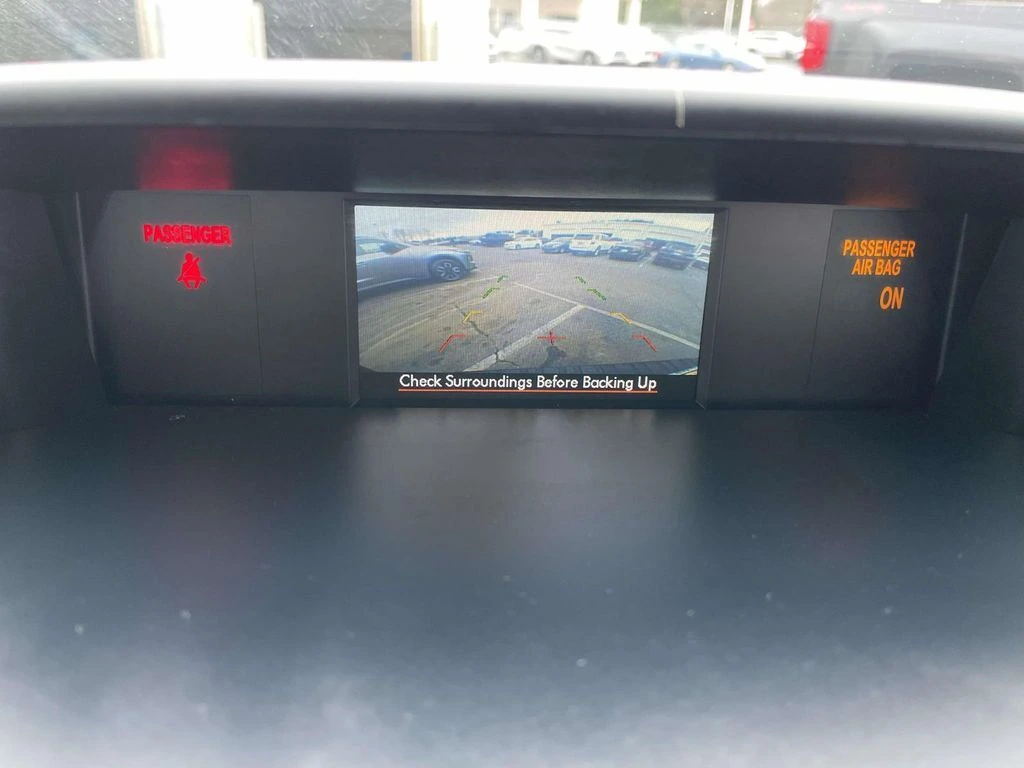 PASSENGER
Check Surroundings Before Backing Up
PASSENGER
AIR BAG
ON